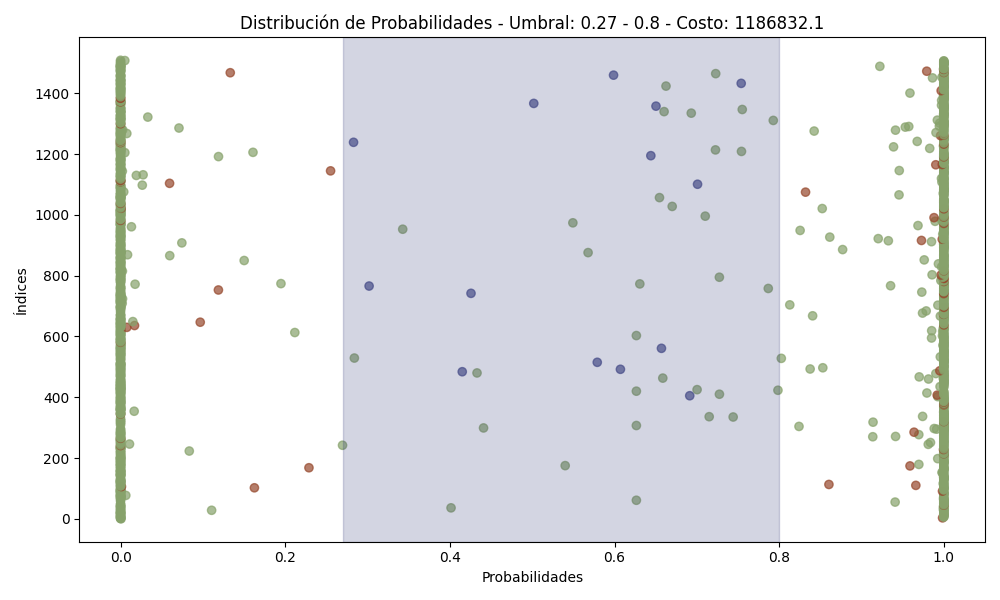 Distribución de Probabilidades - Umbral: 0.27 - 0.8 - Costo: 1186832.1
Índices
1400
1200
1000
800
600
400
200
0
0.0 0.2 0.4 0.6 0.8 1.0
Probabilidades